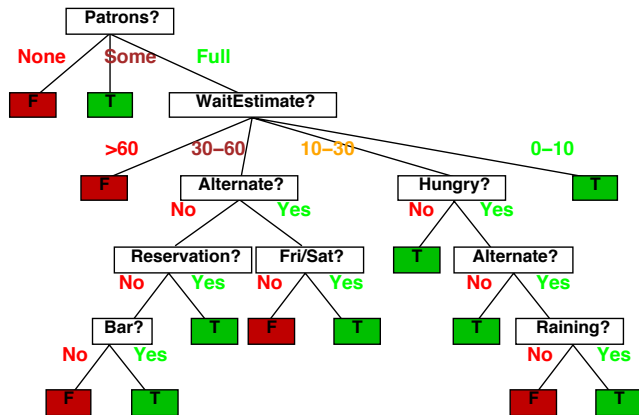 Patrons?
None Some Full
F T WaitEstimate?
>60 30−60 10−30 0−10
F Alternate? Hungry? T
No Yes No Yes
Reservation? Fri/Sat? T Alternate?
No Yes No Yes No Yes
Bar? T F T T Raining?
No Yes No Yes
F T F T